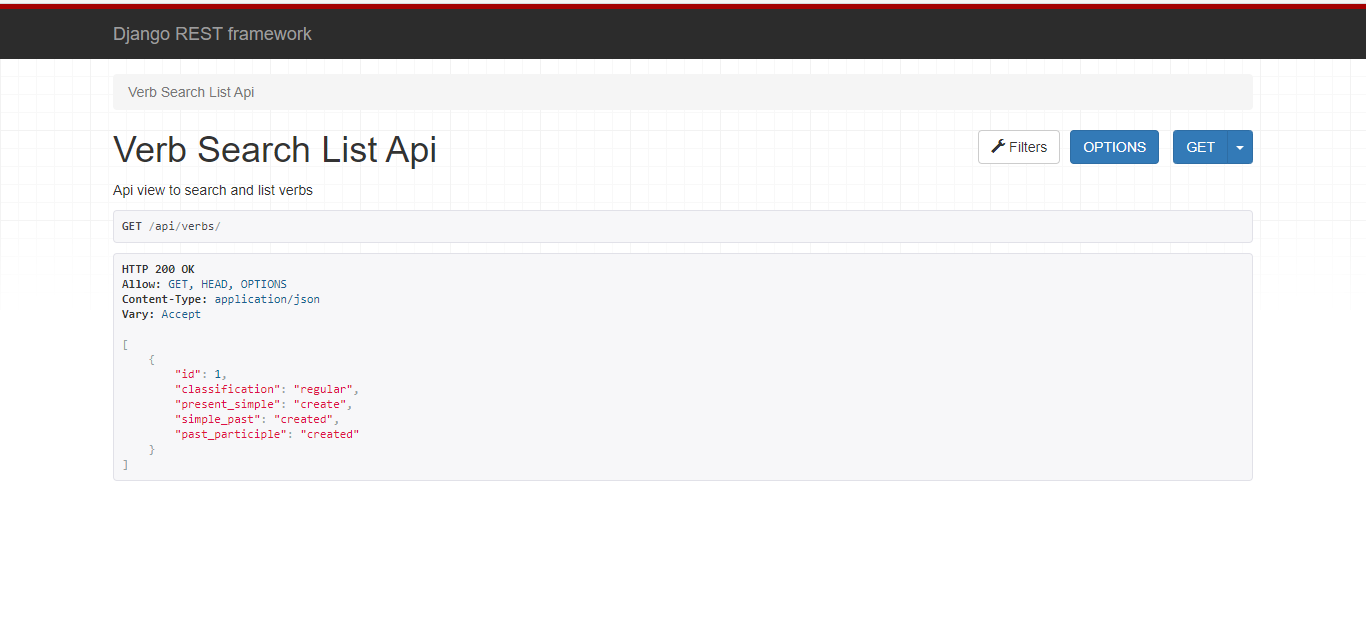 Django REST framework
Verb Search List Api
Verb Search List Api
Filters
OPTIONS
GET
Api view to search and list verbs
GET /api/verbs/
HTTP 200 OK
Allow: GET, HEAD, OPTIONS
Content-Type: application/json
Vary: Accept
[
    {
        "id": 1,
        "classification": "regular",
        "present_simple": "create",
        "simple_past": "created",
        "past_participle": "created"
    }
]